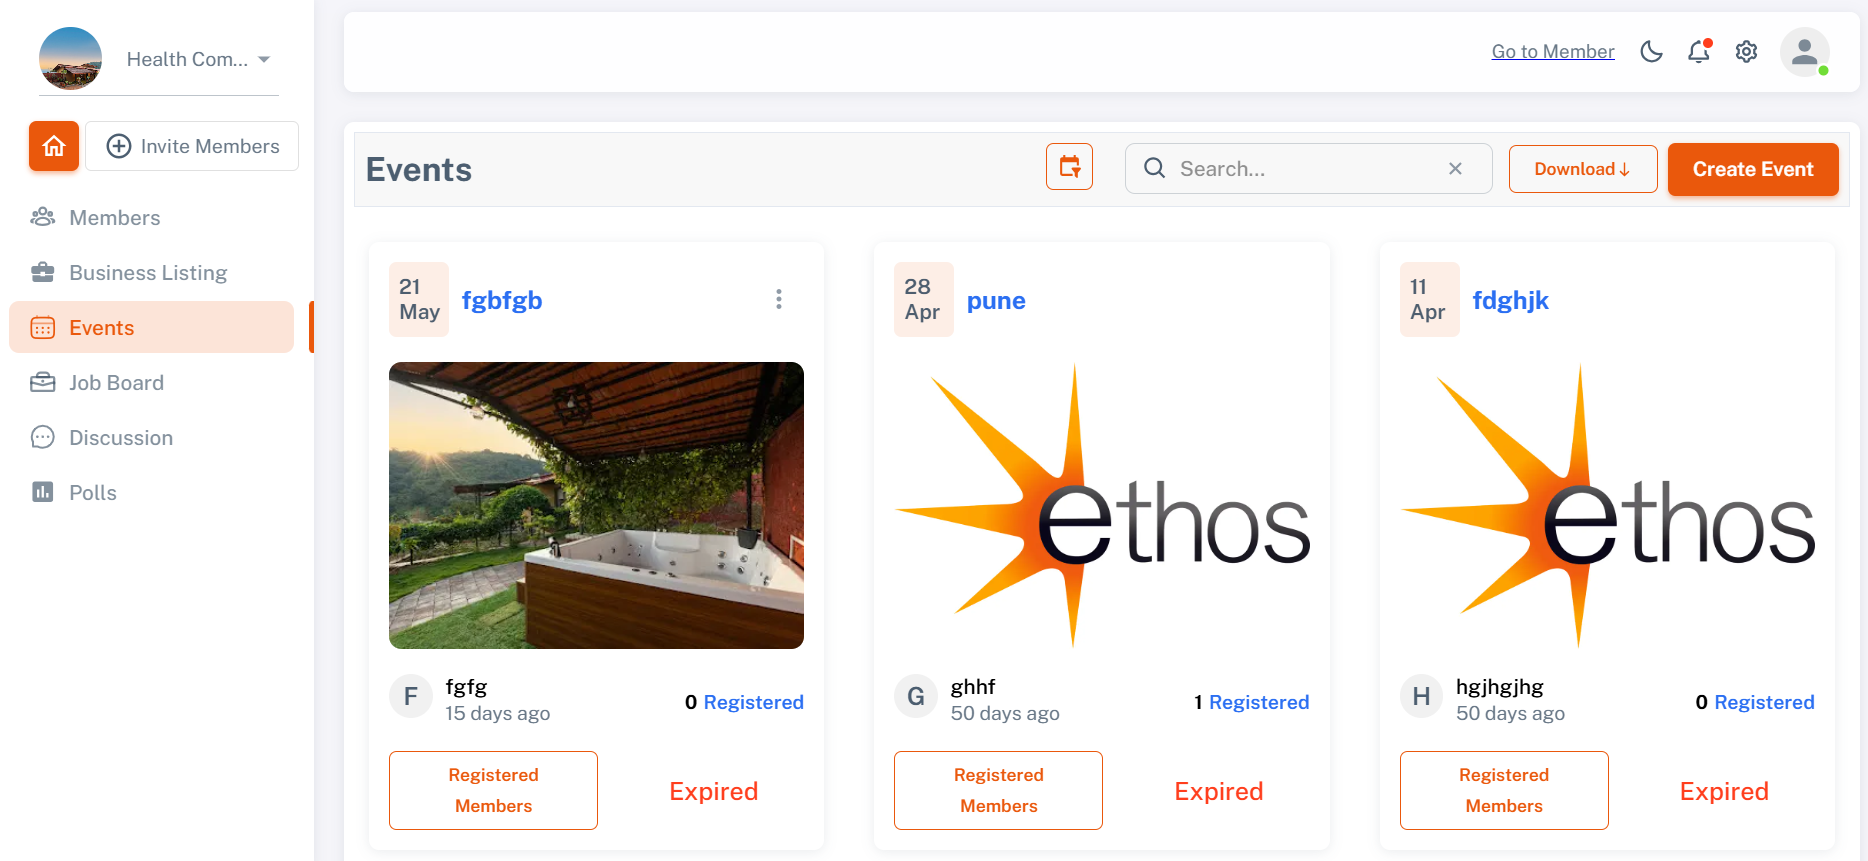 Health Com...
Go to Member
Invite Members
Members
Business Listing
Events
Job Board
Discussion
Polls
Events
Search...
Download
Create Event
21
May
fgbfgb
fgfg
15 days ago
F
0 Registered
Registered
Members
Expired
28
Apr
pune
ethos
G
ghhf
50 days ago
1 Registered
Registered
Members
Expired
11
Apr
fdghjk
ethos
H
hgjhgjhg
50 days ago
0 Registered
Registered
Members
Expired